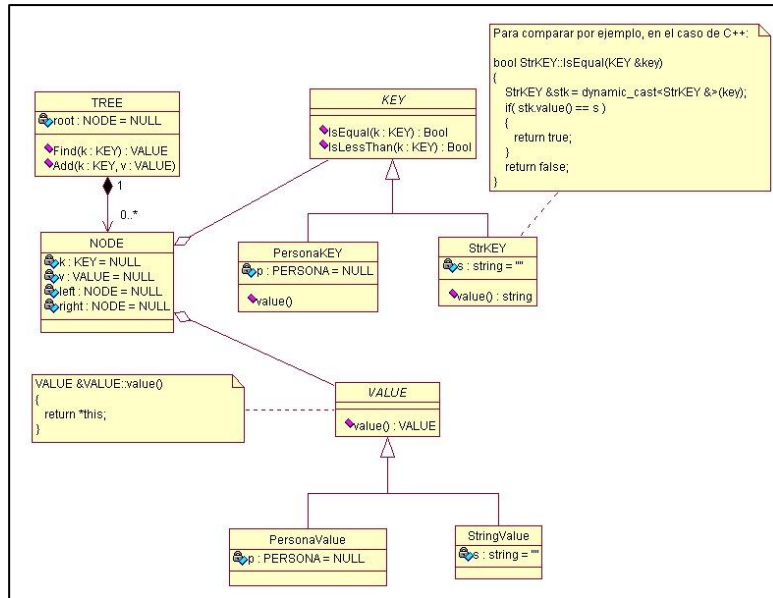 Para comparar por ejemplo, en el caso de C++:
bool StrKEY::IsEqual(KEY &key)
{
StrKEY &stk = dynamic_cast<StrKEY &>(key);
if( stk.value() == s )
{
return true;
}
return false;
}
TREE
root : NODE = NULL
Find(k : KEY) : VALUE
Add(k : KEY, v : VALUE)
1
0..*
KEY
IsEqual(k : KEY) : Bool
IsLessThan(k : KEY) : Bool
NODE
k : KEY = NULL
v : VALUE = NULL
left : NODE = NULL
right : NODE = NULL
PersonaKEY
p : PERSONA = NULL
value()
StrKEY
s : string = ""
value() : string
VALUE &VALUE::value()
{
return *this;
}
VALUE
value() : VALUE
PersonaValue
p : PERSONA = NULL
StringValue
s : string = ""